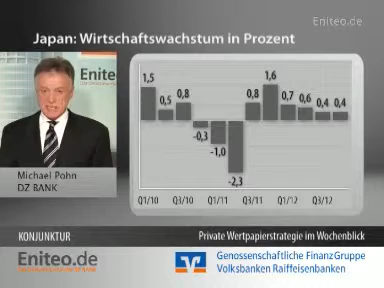 Eniteo.de
Japan: Wirtschaftswachstum in Prozent
Eniteo
1,5
0,5
0,8
-0,3
-1,0
-2,3
0,8
1,6
0,7
0,6
0,4
0,4
Q1/10
Q3/10
Q1/11
Q3/11
Q1/12
Q3/12
Michael Pohn
DZ BANK
KONJUNKTUR
Private Wertpapierstrategie im Wochenblick
Eniteo.de
Genossenschaftliche FinanzGruppe
Volksbanken Raiffeisenbanken